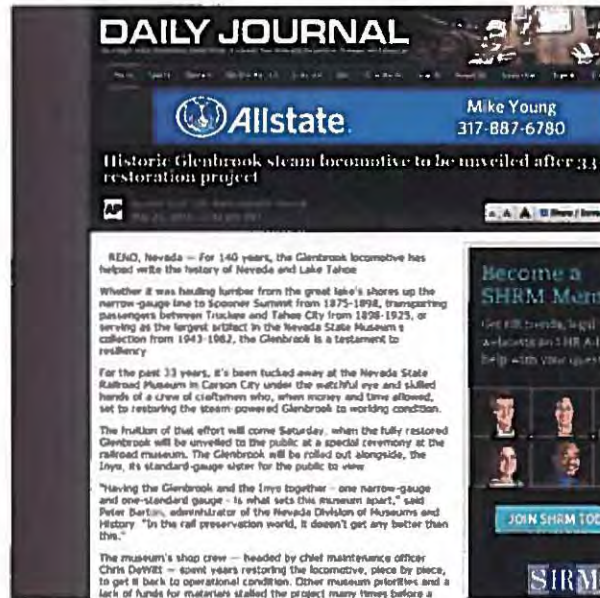 DAILY JOURNAL
Allstate.
Mike Young
317-887-6780
Historic Glenbrook steam locomotive to be unveiled after 33
restoration project
AP
A A A Share
Become a
SHRM Mem
JOIN SHRM TOD
SHRM
RENO, Nevada — For 140 years, the Glenbrook locomotive has
helped write the history of Nevada and Lake Tahoe
Whether it was hauling lumber from the great lake's shores up the
narrow-gauge line to Spooner Summit from 1875-1898, transporting
passengers between Truckee and Tahoe City from 1898-1925, or
serving as the largest artifact in the Nevada State Museum's
collection from 1943-1982, the Glenbrook is a testament to
resiliency
For the past 33 years, it's been tucked away at the Nevada State
Railroad Museum in Carson City under the watchful eye and skilled
hands of a crew of craftsmen who, when money and time allowed,
set to restoring the steam-powered Glenbrook to working condition.
The fruition of that effort will come Saturday, when the fully restored
Glenbrook will be unveiled to the public at a special ceremony at the
railroad museum. The Glenbrook will be rolled out alongside, the
Inyo, its standard-gauge sister for the public to view
"Having the Glenbrook and the Inyo together - one narrow-gauge
and one-standard gauge - is what sets this museum apart," said
Peter Barton, administrator of the Nevada Division of Museums and
History "In the rail preservation world, it doesn't get any better than
this."
The museum's shop crew — headed by chief maintenance officer
Chris DeWitt — spent years restoring the locomotive, piece by piece,
to get it back to operational condition. Other museum priorities and a
lack of funds for materials stalled the project many times before a